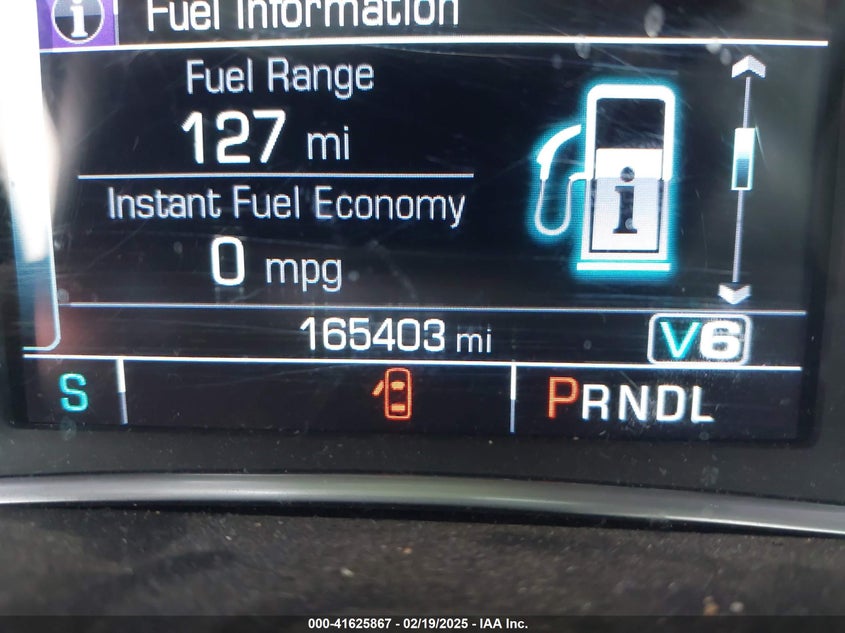 i Fuel Information
Fuel Range
127 mi
Instant Fuel Economy
i
0 mpg
165403 mi V6
S PRNDL
000-41625867 - 02/19/2025 - IAA Inc.